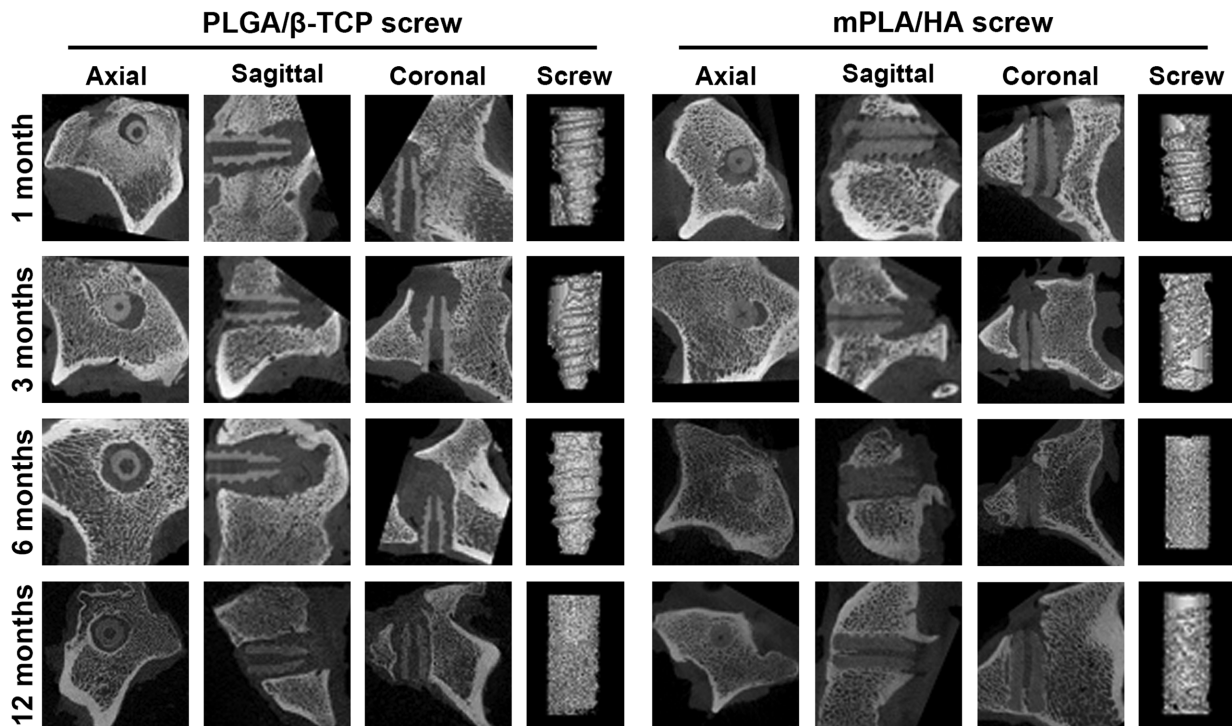 PLGA/β-TCP screw mPLA/HA screw
Axial Sagittal Coronal Screw Axial Sagittal Coronal Screw
1 month
3 months
6 months
12 months